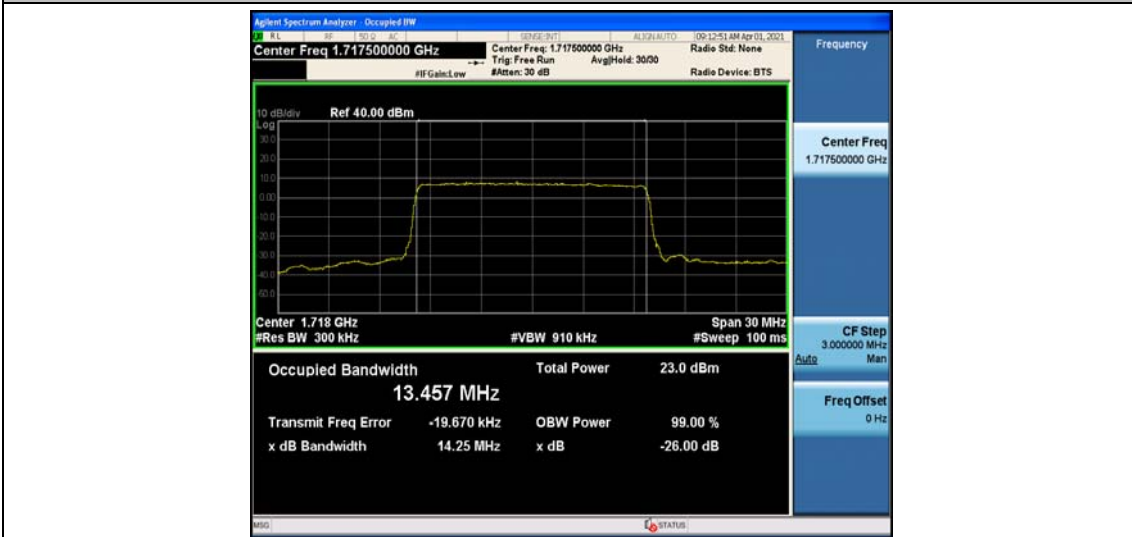 Agilent Spectrum Analyzer - Occupied BW
RL RF 50 Ω AC SENSE:INT ALIGN AUTO 09:12:51 AM Apr 01, 2021
Center Freq 1.717500000 GHz
Center Freq: 1.717500000 GHz Radio Std: None
Trig: Free Run Avg|Hold: 30/30
#IFGain:Low #Atten: 30 dB Radio Device: BTS
Frequency
10 dB/div Ref 40.00 dBm
Log
30.0
20.0
10.0
0.00
10.0
20.0
30.0
40.0
50.0
Center 1.718 GHz Span 30 MHz
#Res BW 300 kHz #VBW 910 kHz #Sweep 100 ms
Occupied Bandwidth Total Power 23.0 dBm
13.457 MHz
Transmit Freq Error -19.670 kHz OBW Power 99.00 %
x dB Bandwidth 14.25 MHz x dB -26.00 dB
Center Freq
1.717500000 GHz
CF Step
3.000000 MHz
Auto Man
Freq Offset
0 Hz
MSG STATUS